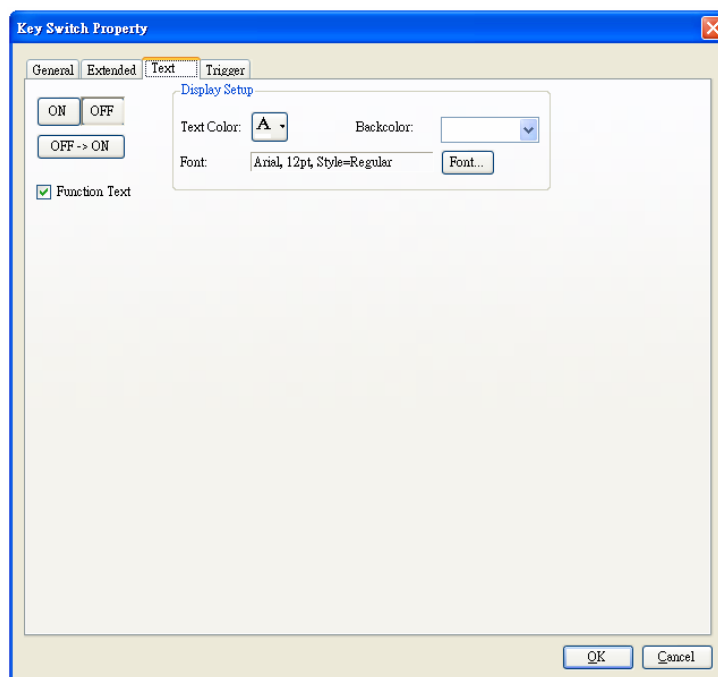 Key Switch Property
General Extended Text Trigger
Display Setup
ON OFF
Text Color: A Backcolor:
OFF -> ON
Font: Arial, 12pt, Style=Regular Font...
Function Text
OK Cancel